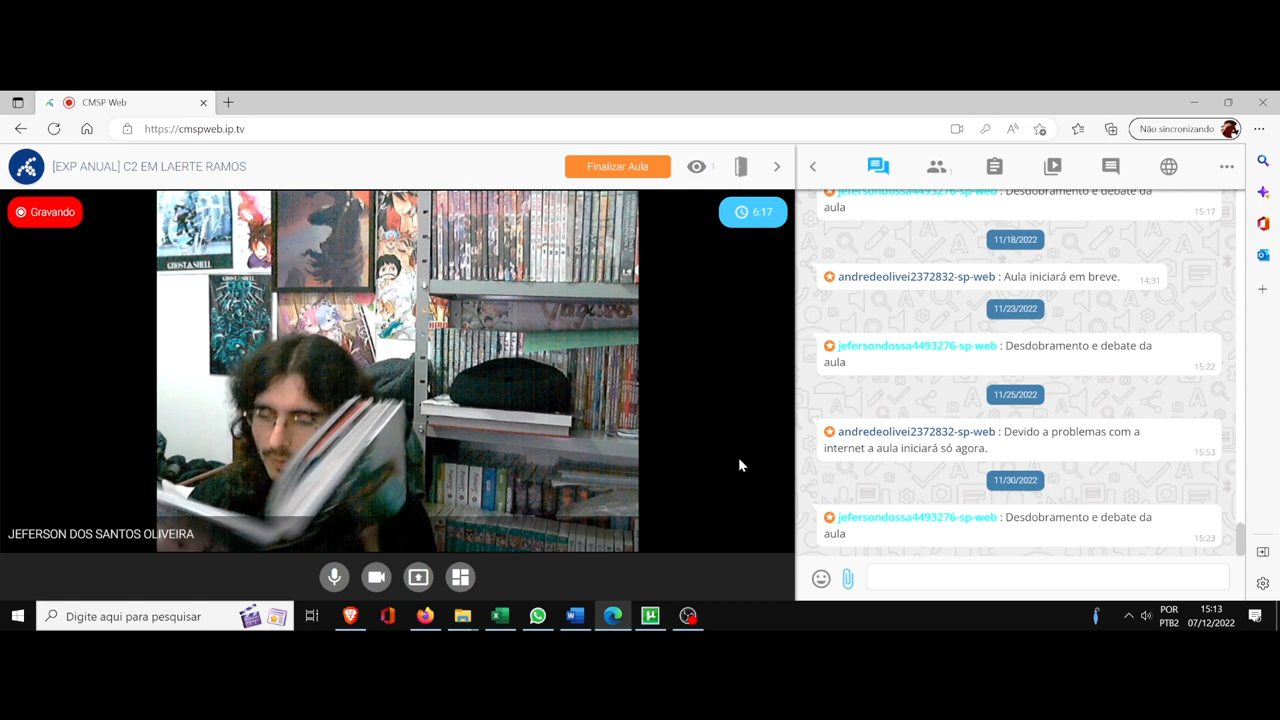 CMSP Web
https://cmspweb.ip.tv
Não sincronizando
[EXP ANUAL] C2 EM LAERTE RAMOS
Finalizar Aula
1
Gravando
6:17
GHOST IN THE SHELL
JEFERSON DOS SANTOS OLIVEIRA
jefersondossa4493276-sp-web : Desdobramento e debate da
aula
15:17
11/18/2022
andredeolivei2372832-sp-web : Aula iniciará em breve.
14:31
11/23/2022
jefersondossa4493276-sp-web : Desdobramento e debate da
aula
15:22
11/25/2022
andredeolivei2372832-sp-web : Devido a problemas com a
internet a aula iniciará só agora.
15:53
11/30/2022
jefersondossa4493276-sp-web : Desdobramento e debate da
aula
15:23
Digite aqui para pesquisar
POR
PTB2
15:13
07/12/2022